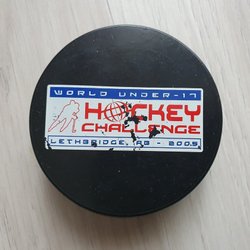 WORLD UNDER-17
HOCKEY
CHALLENGE
LETHBRIDGE, AB - 2005